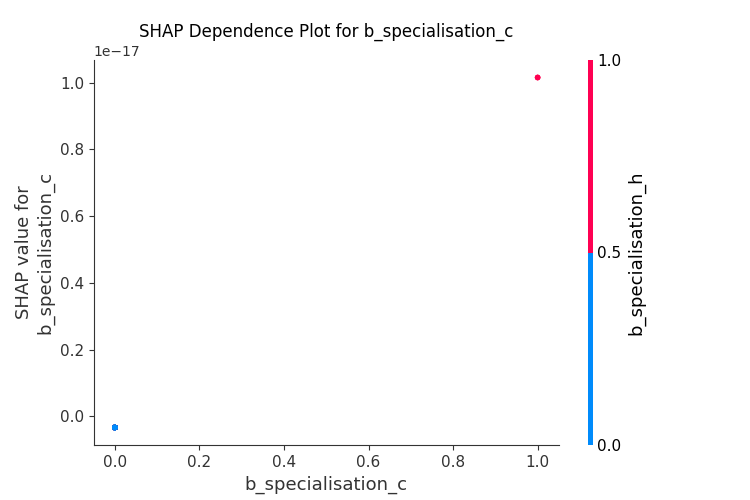 SHAP Dependence Plot for b_specialisation_c
1e−17
1.0
0.8
0.6
0.4
0.2
0.0
SHAP value for
b_specialisation_c
0.0 0.2 0.4 0.6 0.8 1.0
b_specialisation_c
1.0
0.5
0.0
b_specialisation_h